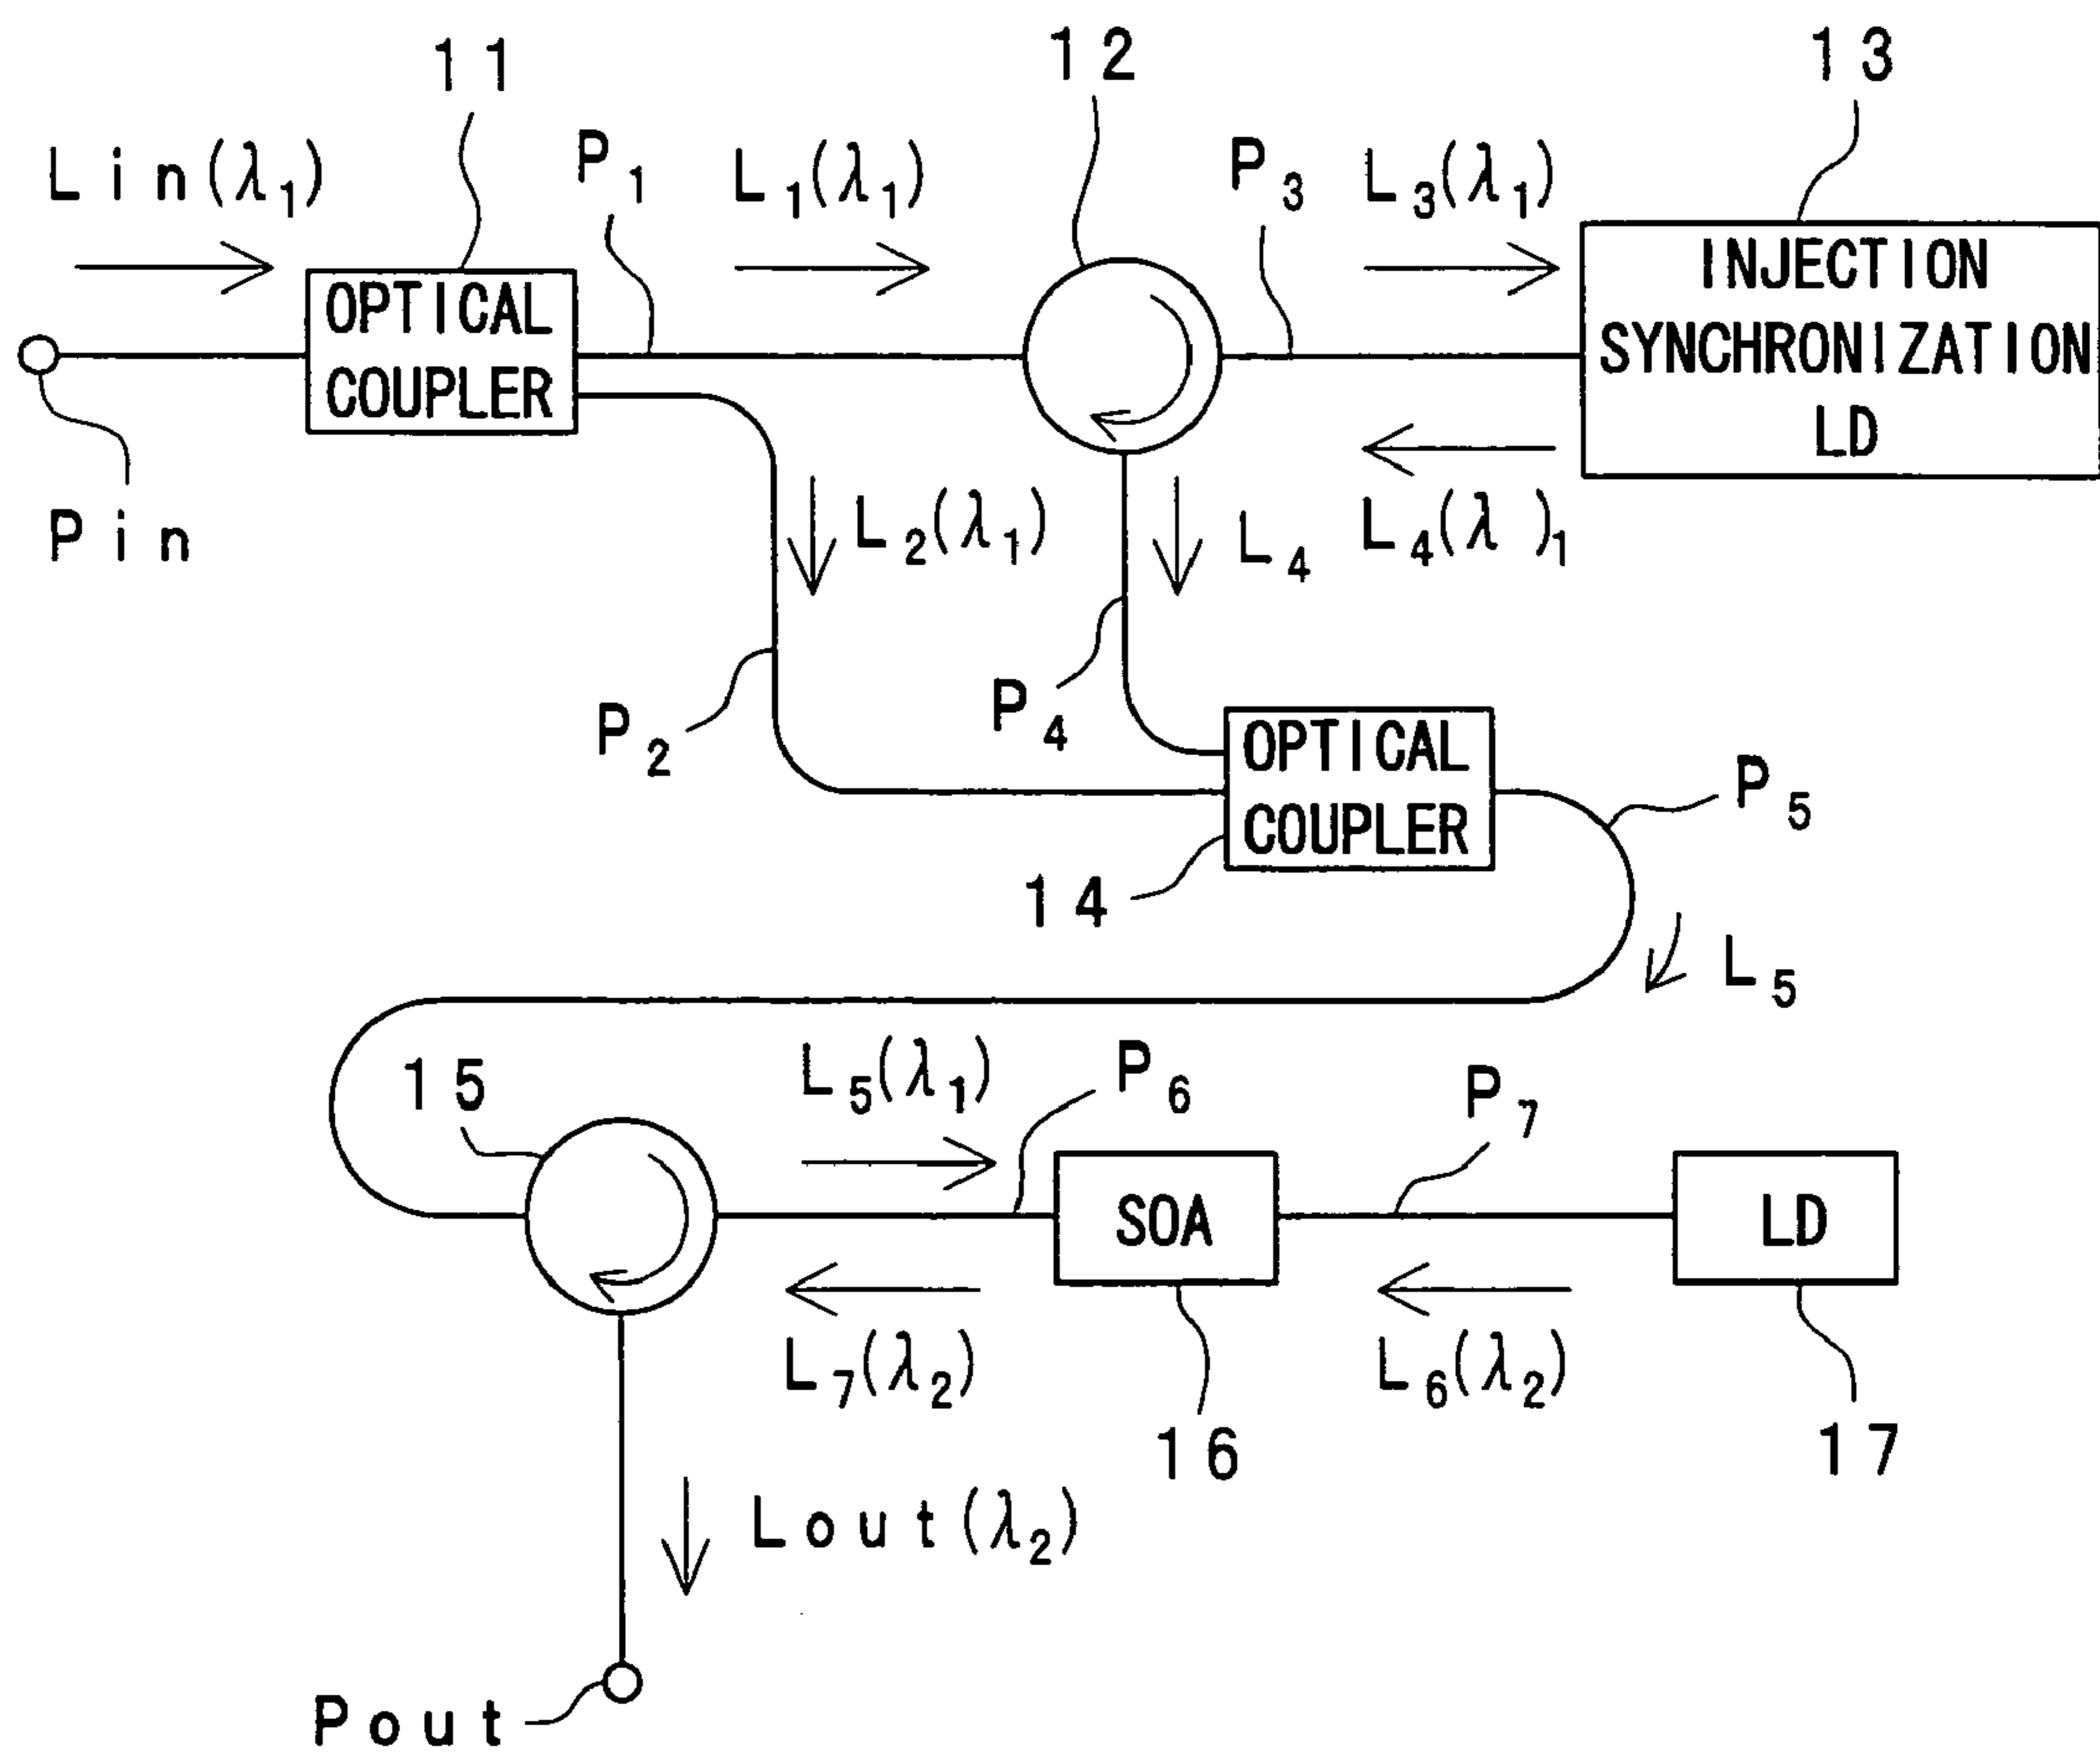 11
12
13
Lin(λ₁)
P₁
L₁(λ₁)
P₃
L₃(λ₁)
OPTICAL
COUPLER
INJECTION
SYNCHRONIZATION
LD
Pin
L₂(λ₁)
L₄
L₄(λ )₁
P₂
P₄
OPTICAL
COUPLER
P₅
14
L₅
15
L₅(λ₁)
P₆
P₇
SOA
LD
L₇(λ₂)
L₆(λ₂)
16
17
Lout(λ₂)
Pout